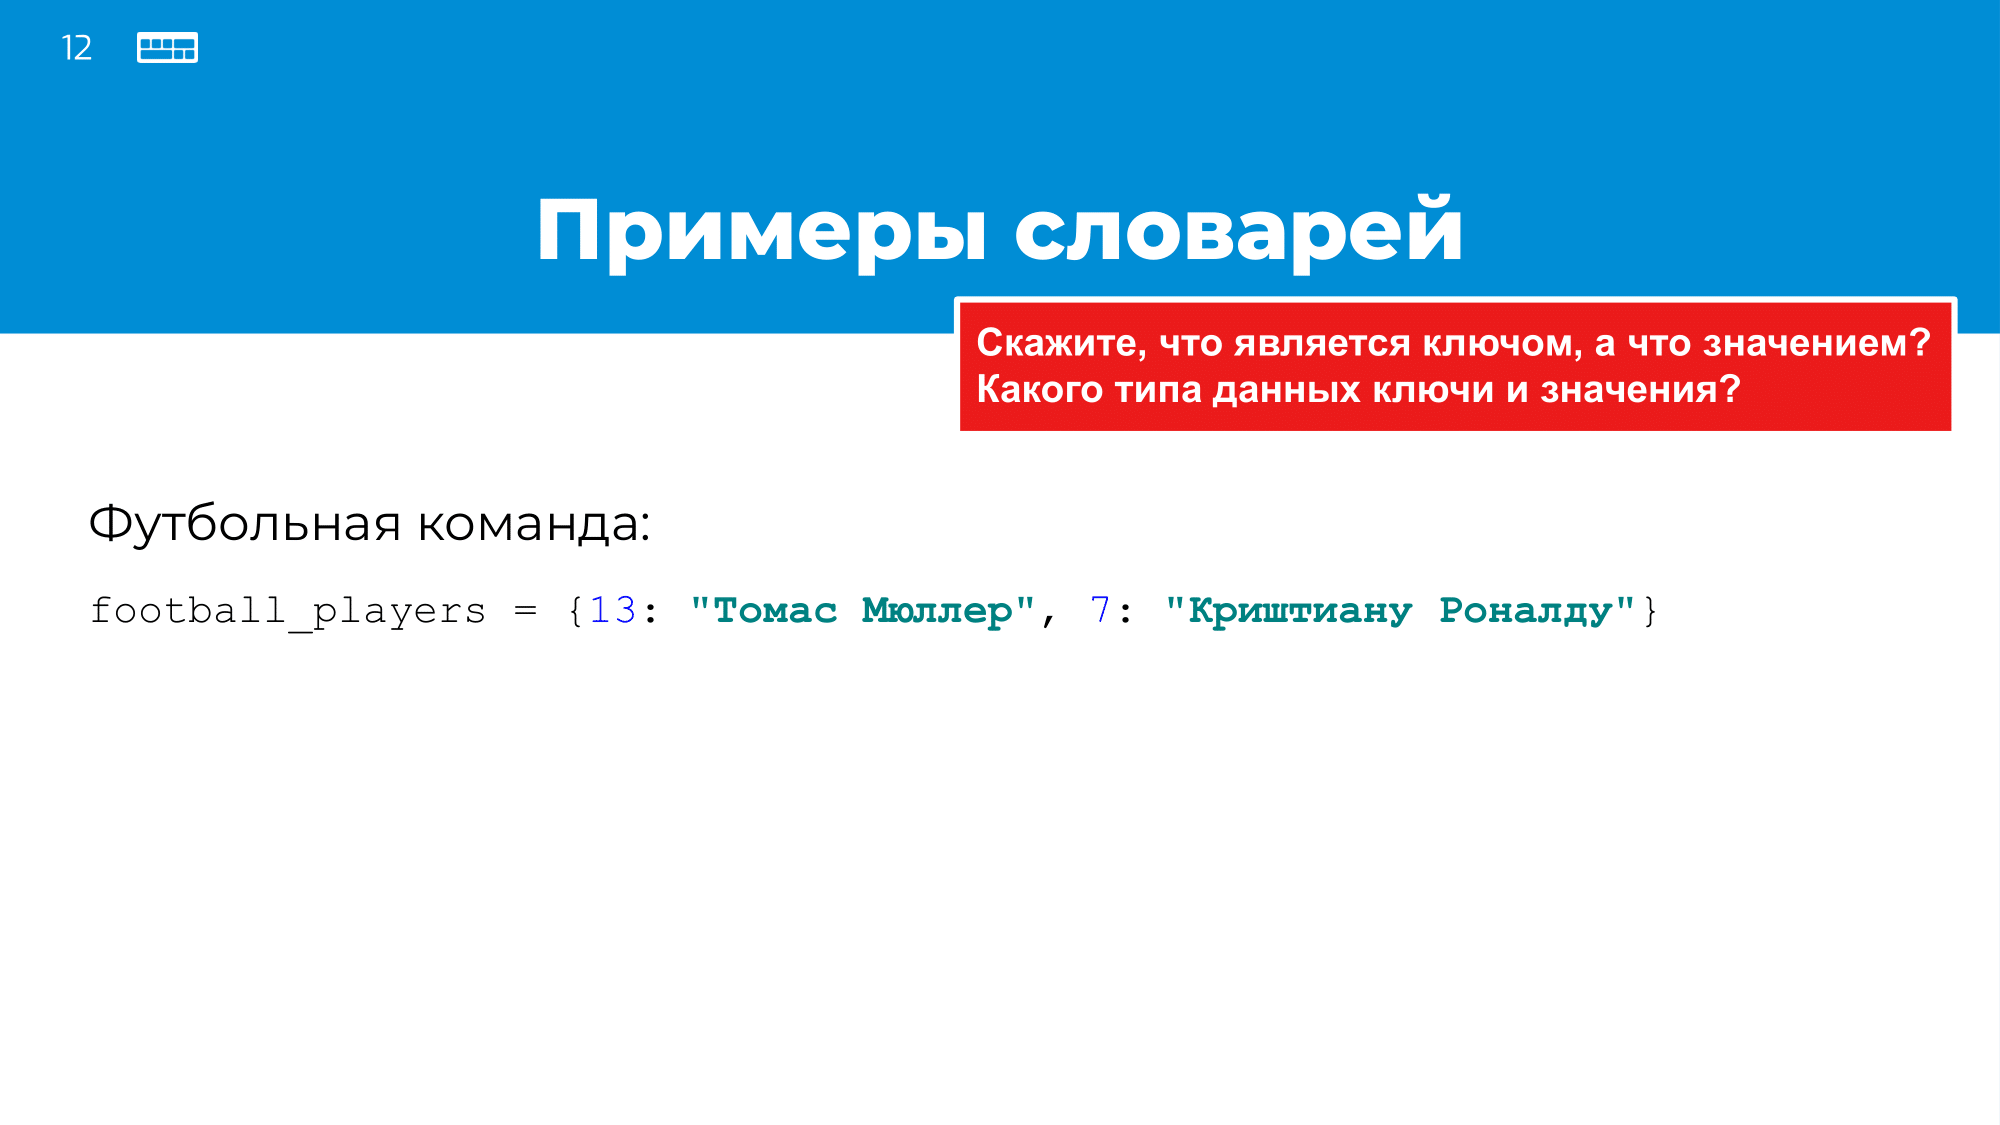 12
Примеры словарей
Скажите, что является ключом, а что значением?
Какого типа данных ключи и значения?
Футбольная команда:
football_players = {13: "Томас Мюллер", 7: "Криштиану Роналду"}